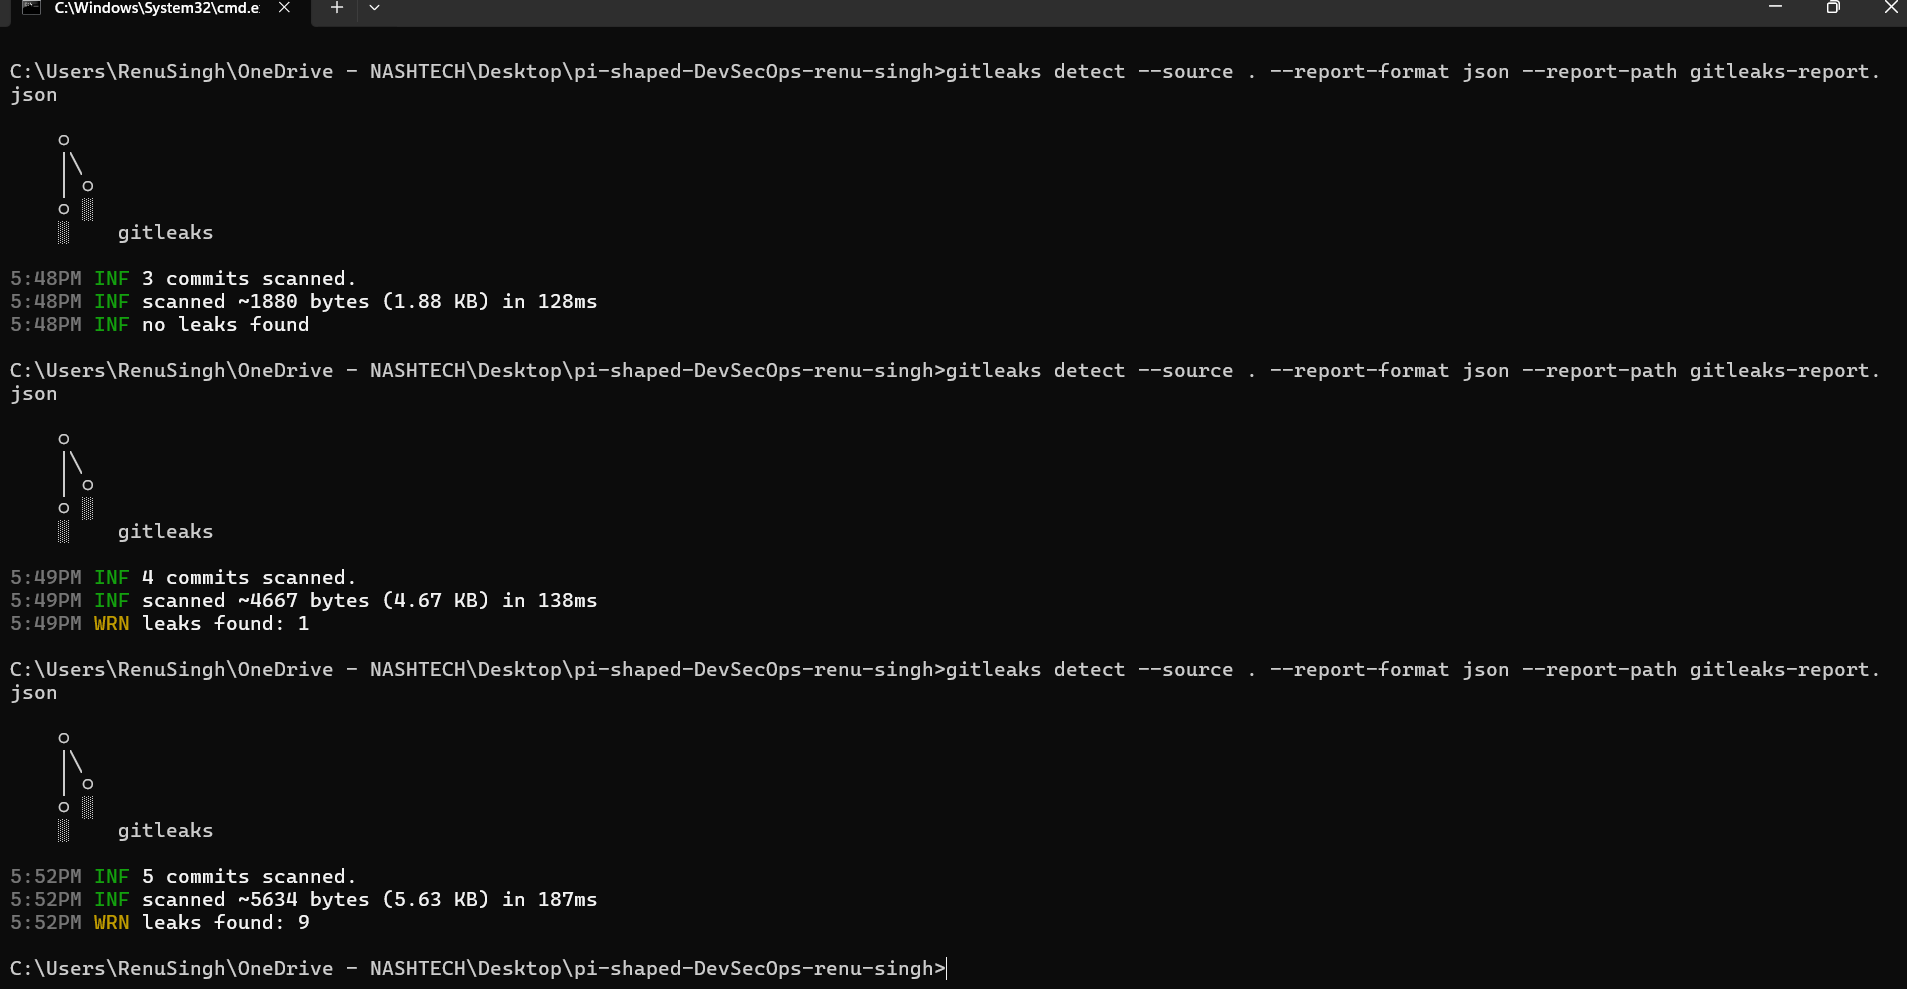 C:\Windows\System32\cmd.e
C:\Users\RenuSingh\OneDrive - NASHTECH\Desktop\pi-shaped-DevSecOps-renu-singh>gitleaks detect --source . --report-format json --report-path gitleaks-report.
json
○
│╲
│ ○
○ ░
░    gitleaks
5:48PM INF 3 commits scanned.
5:48PM INF scanned ~1880 bytes (1.88 KB) in 128ms
5:48PM INF no leaks found
C:\Users\RenuSingh\OneDrive - NASHTECH\Desktop\pi-shaped-DevSecOps-renu-singh>gitleaks detect --source . --report-format json --report-path gitleaks-report.
json
○
│╲
│ ○
○ ░
░    gitleaks
5:49PM INF 4 commits scanned.
5:49PM INF scanned ~4667 bytes (4.67 KB) in 138ms
5:49PM WRN leaks found: 1
C:\Users\RenuSingh\OneDrive - NASHTECH\Desktop\pi-shaped-DevSecOps-renu-singh>gitleaks detect --source . --report-format json --report-path gitleaks-report.
json
○
│╲
│ ○
○ ░
░    gitleaks
5:52PM INF 5 commits scanned.
5:52PM INF scanned ~5634 bytes (5.63 KB) in 187ms
5:52PM WRN leaks found: 9
C:\Users\RenuSingh\OneDrive - NASHTECH\Desktop\pi-shaped-DevSecOps-renu-singh>